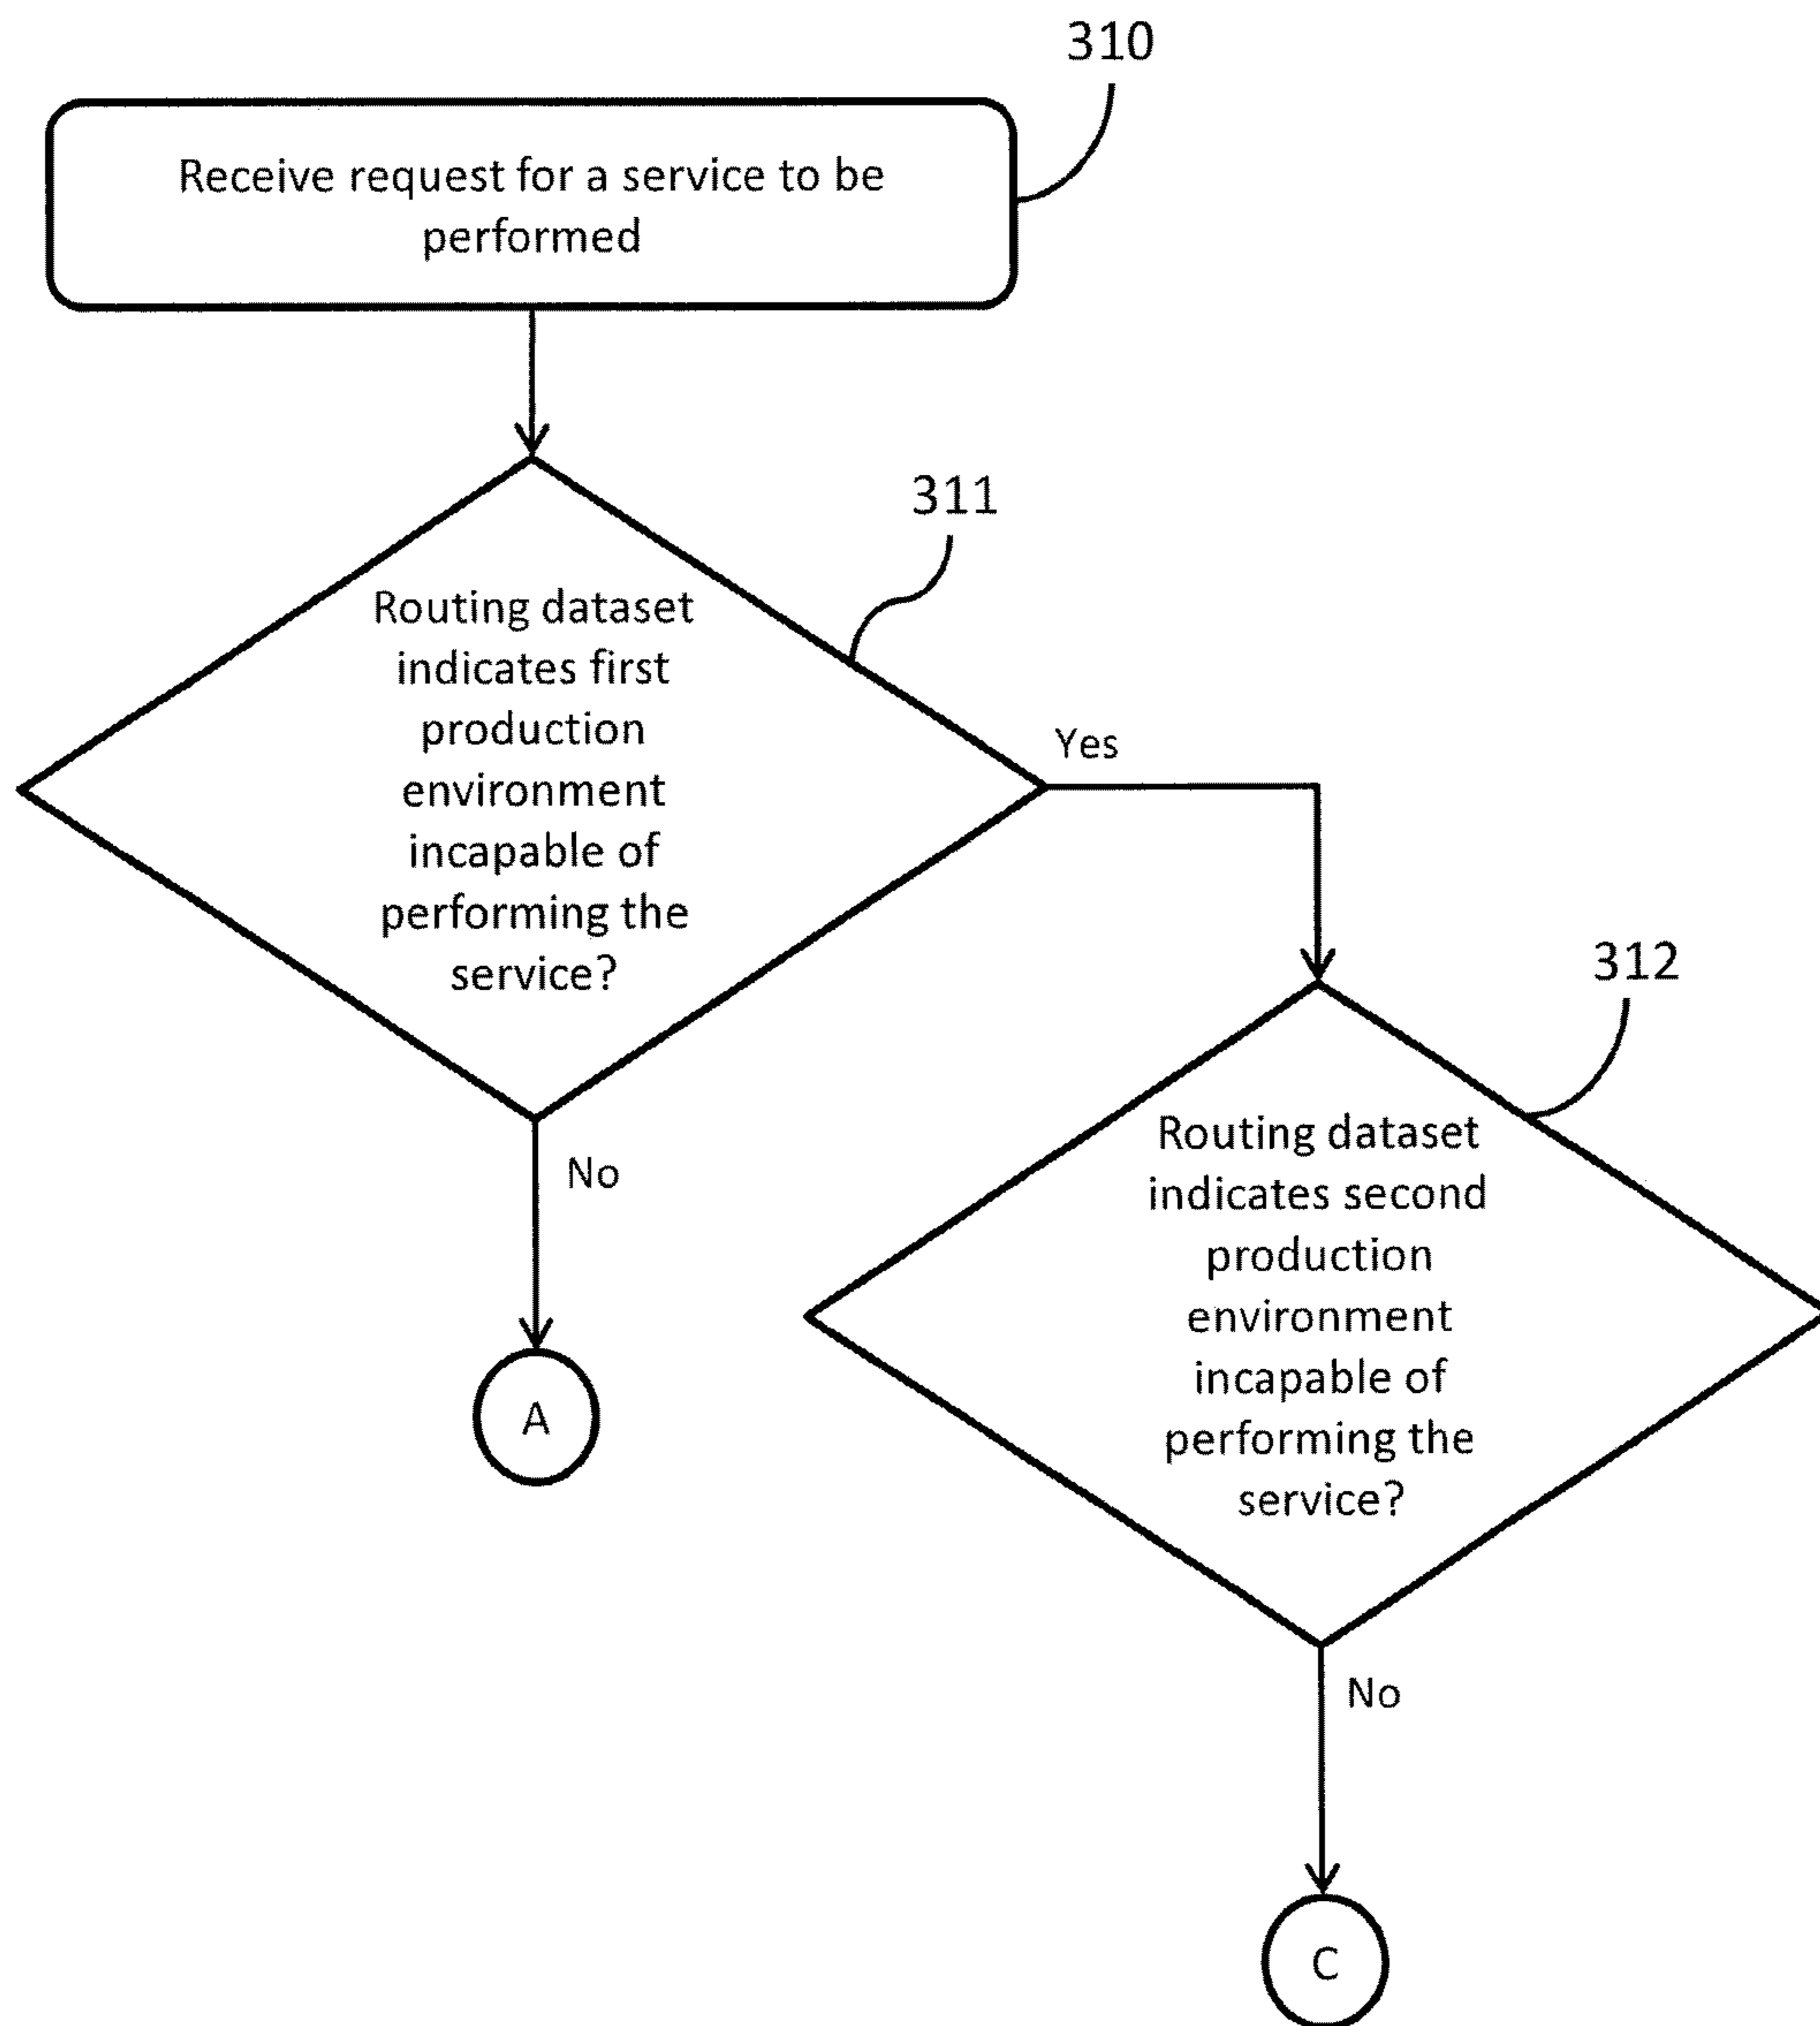 310
Receive request for a service to be
performed
311
Routing dataset
indicates first
production
environment
incapable of
performing the
service?
Yes
No
A
312
Routing dataset
indicates second
production
environment
incapable of
performing the
service?
No
C